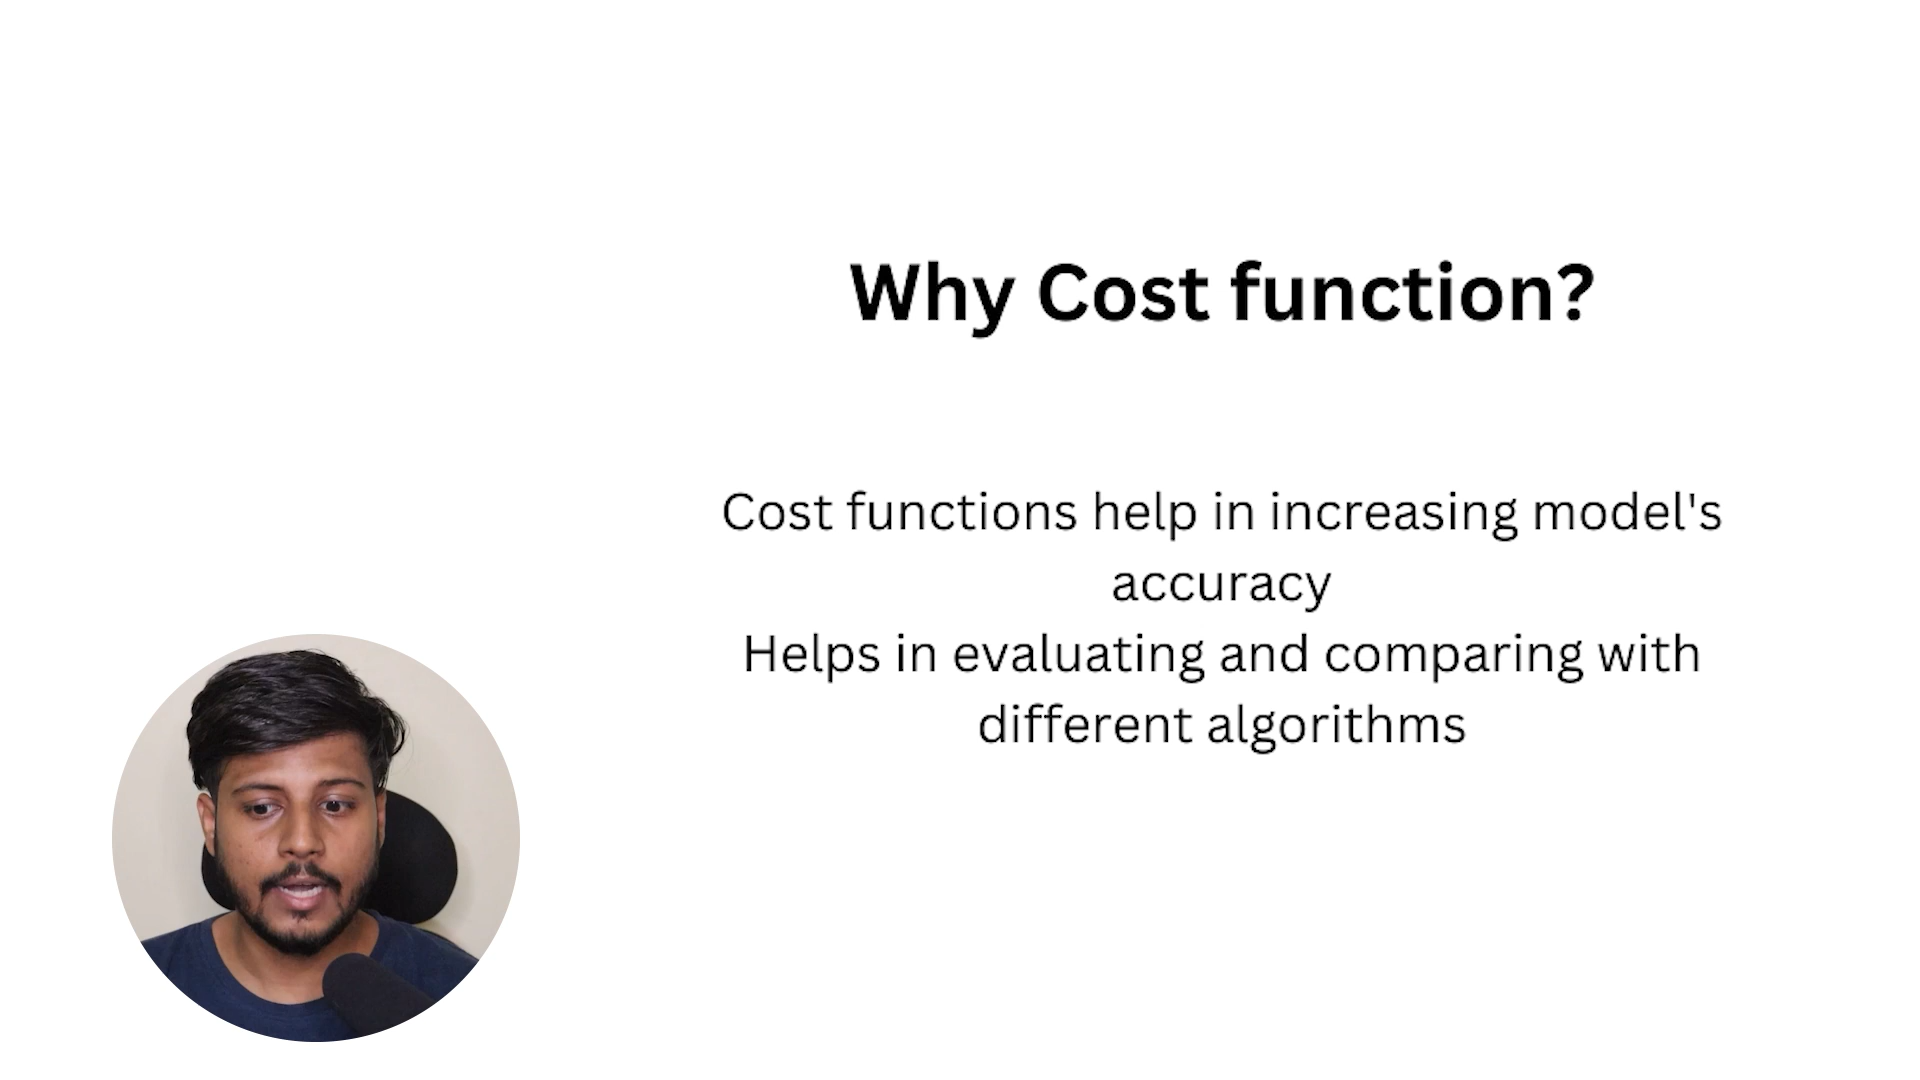 Why Cost function?
Cost functions help in increasing model's
accuracy
Helps in evaluating and comparing with
different algorithms